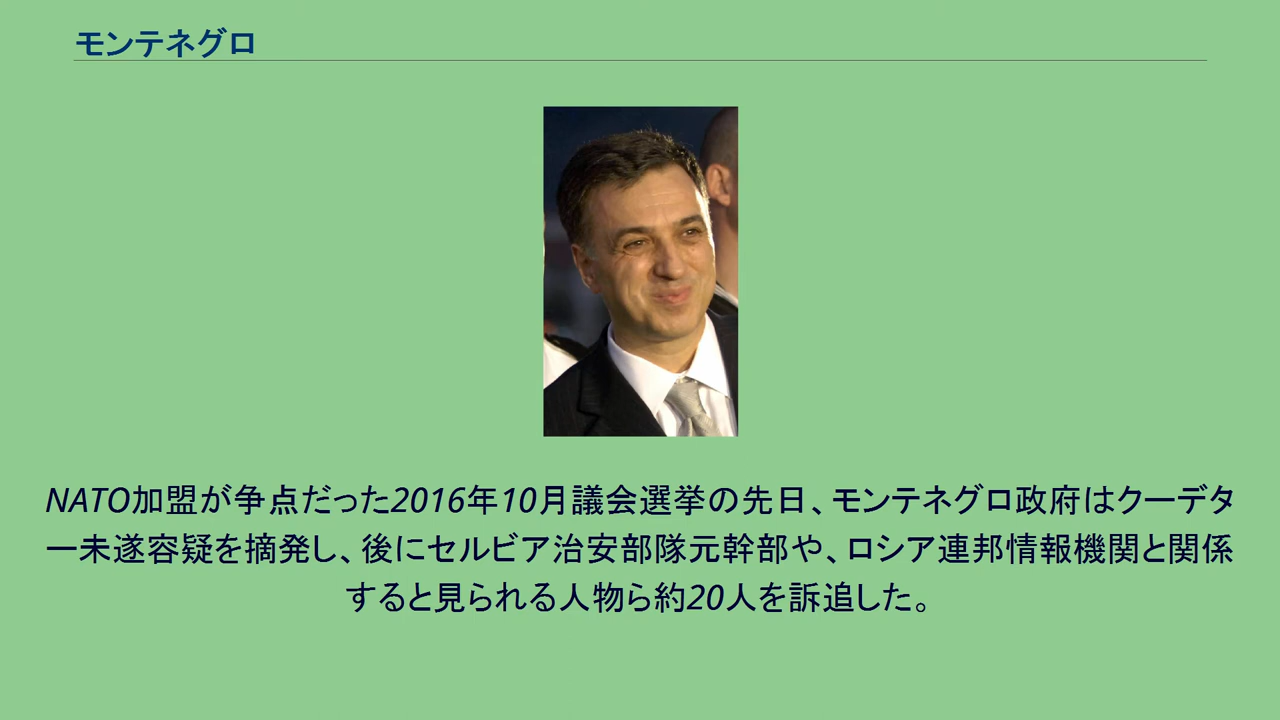 モンテネグロ
NATO加盟が争点だった2016年10月議会選挙の先日、モンテネグロ政府はクーデタ
ー未遂容疑を摘発し、後にセルビア治安部隊元幹部や、ロシア連邦情報機関と関係
すると見られる人物ら約20人を訴追した。